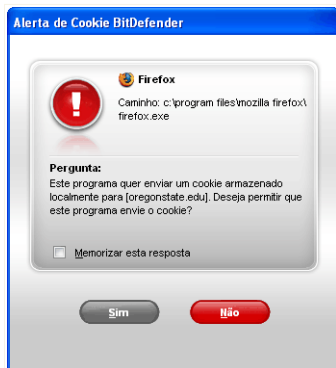 Alerta de Cookie BitDefender
Firefox
Caminho: c:\program files\mozilla firefox\
firefox.exe
Pergunta:
Este programa quer enviar um cookie armazenado
localmente para [oregonstate.edu]. Deseja permitir que
este programa envie o cookie?
Memorizar esta resposta
Sim
Não